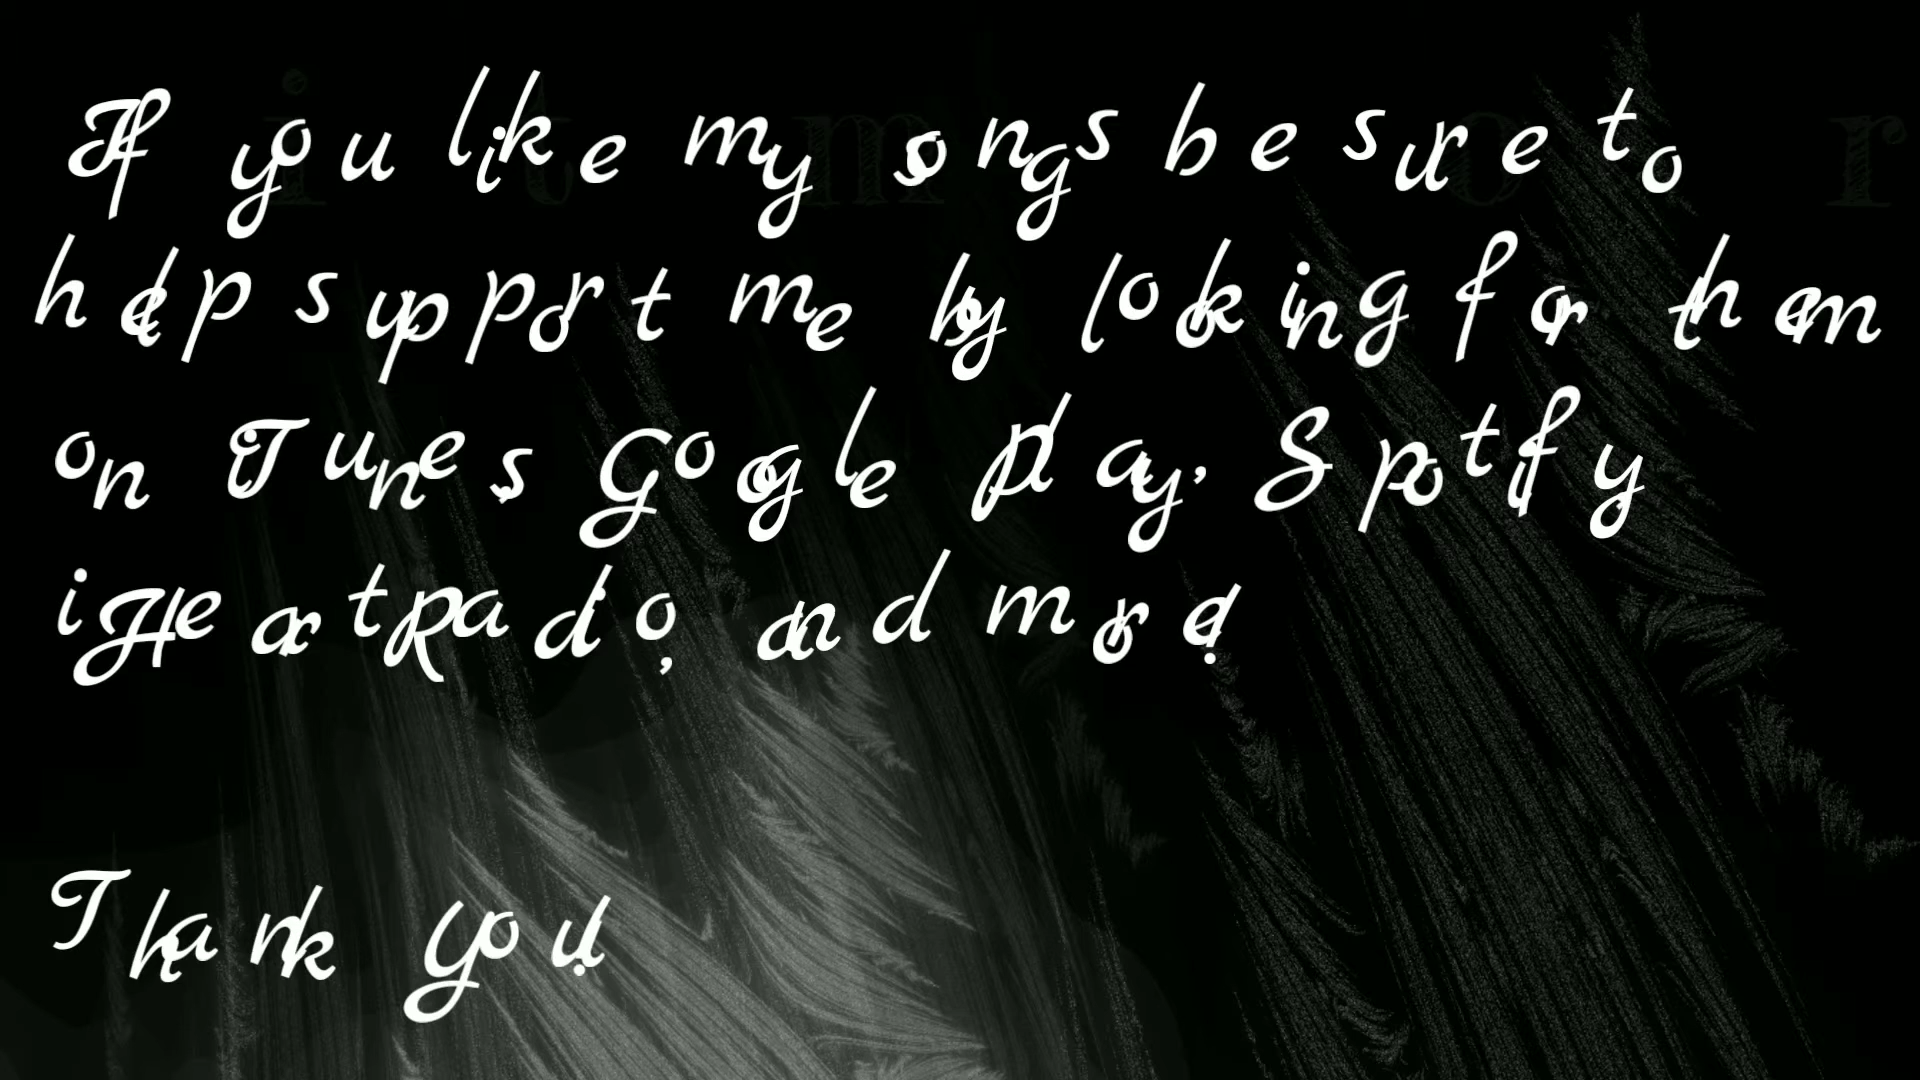 If you like my songs be sure to
help support me by looking for them
on iTunes, Google play, Spotify
iHeartRadio, and more!
Thank you!